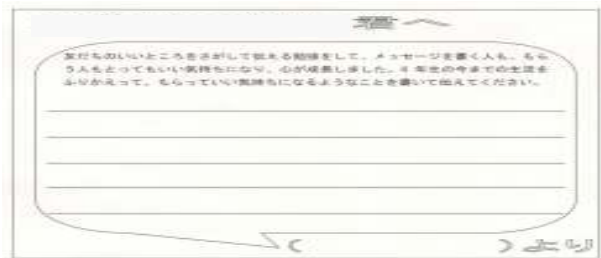 君へ
友だちのいいところをさがして伝える勉強をして、メッセージを書く人も、もら
う人もとってもいい気持ちになり、心が成長しました。4年生の今までの生活を
ふりかえって、もらっていい気持ちになるようなことを書いて伝えてください。
（　　　　　　　　　）より